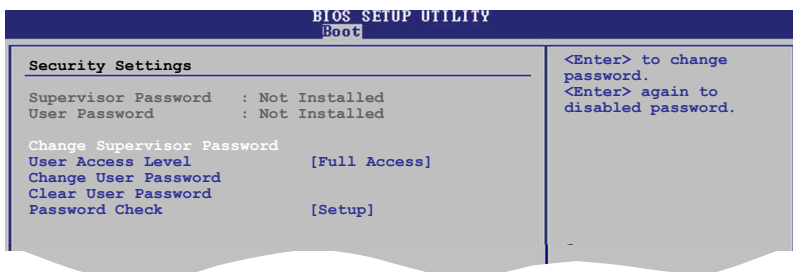 BIOS SETUP UTILITY
Boot
Security Settings
Supervisor Password : Not Installed
User Password : Not Installed
Change Supervisor Password
User Access Level [Full Access]
Change User Password
Clear User Password
Password Check [Setup]
<Enter> to change
password.
<Enter> again to
disabled password.